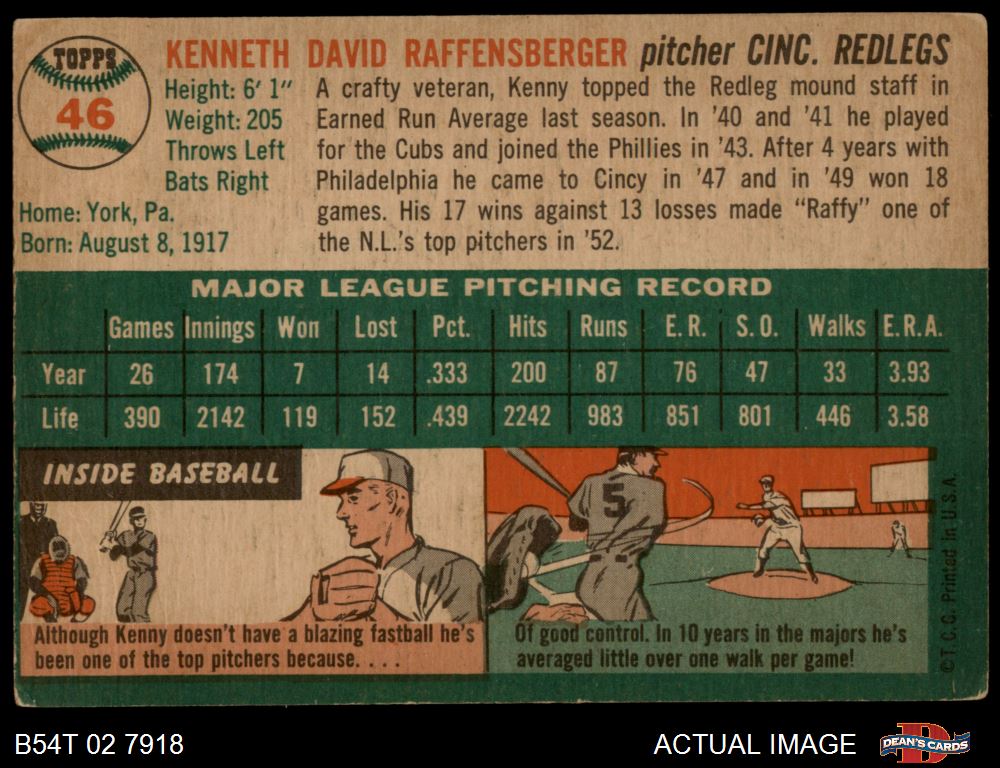 TOPPS
46
KENNETH DAVID RAFFENSBERGER pitcher CINC. REDLEGS
Height: 6' 1"
Weight: 205
Throws Left
Bats Right
Home: York, Pa.
Born: August 8, 1917
A crafty veteran, Kenny topped the Redleg mound staff in
Earned Run Average last season. In '40 and '41 he played
for the Cubs and joined the Phillies in '43. After 4 years with
Philadelphia he came to Cincy in '47 and in '49 won 18
games. His 17 wins against 13 losses made "Raffy" one of
the N.L.'s top pitchers in '52.
MAJOR LEAGUE PITCHING RECORD
Games Innings Won Lost Pct. Hits Runs E. R. S. O. Walks E.R.A.
Year 26 174 7 14 .333 200 87 76 47 33 3.93
Life 390 2142 119 152 .439 2242 983 851 801 446 3.58
INSIDE BASEBALL
Although Kenny doesn't have a blazing fastball he's
been one of the top pitchers because. . . .
5
Of good control. In 10 years in the majors he's
averaged little over one walk per game!
©T.C.G. Printed In U.S.A.
B54T 02 7918
ACTUAL IMAGE
DEAN'S CARDS